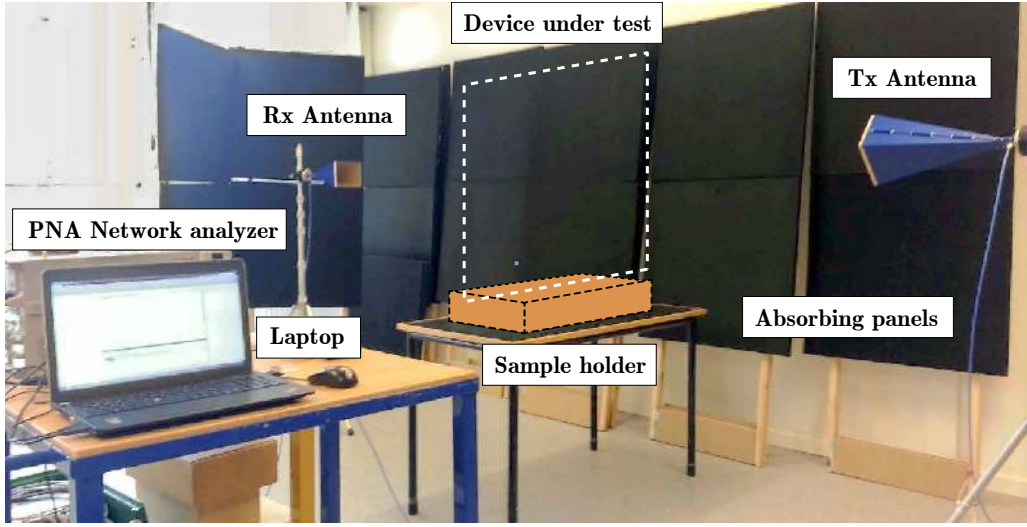 Device under test
Tx Antenna
Rx Antenna
PNA Network analyzer
Laptop
Absorbing panels
Sample holder